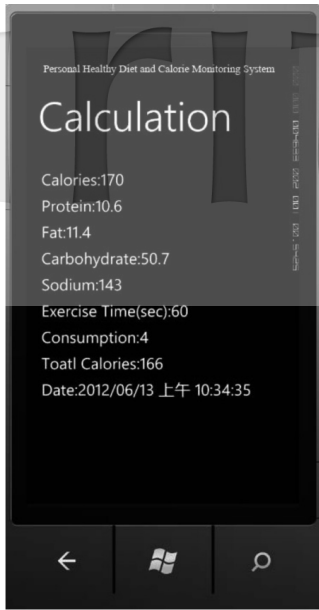 Personal Healthy Diet and Calorie Monitoring System
Calculation
Calories:170
Protein:10.6
Fat:11.4
Carbohydrate:50.7
Sodium:143
Exercise Time(sec):60
Consumption:4
Toatl Calories:166
Date:2012/06/13 上午 10:34:35